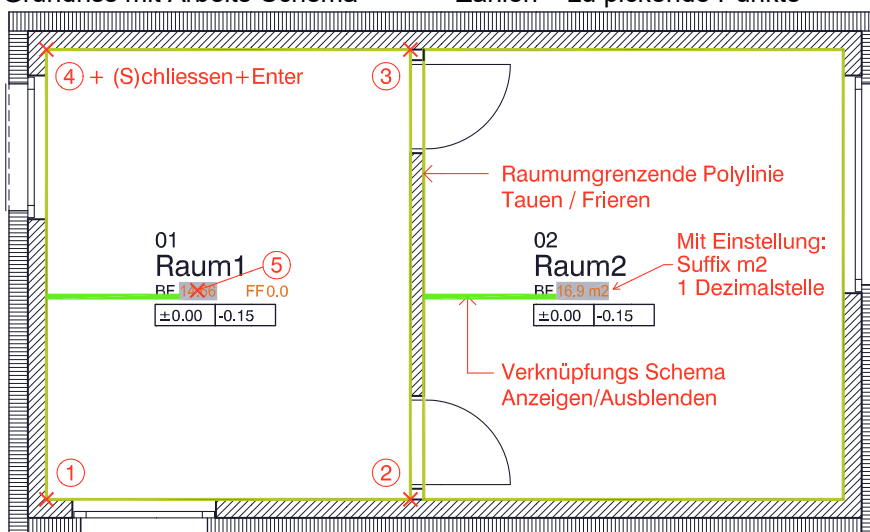 Grundriss mit Arbeits-Schema
Zahlen = zu pickende Punkte
4 + (S)chliessen+Enter
3
Raumumgrenzende Polylinie
Tauen / Frieren
01
Raum1
5
BF
FF0.0
±0.00 -0.15
02
Raum2
BF 16.9 m2
±0.00 -0.15
Mit Einstellung:
Suffix m2
1 Dezimalstelle
Verknüpfungs Schema
Anzeigen/Ausblenden
1
2